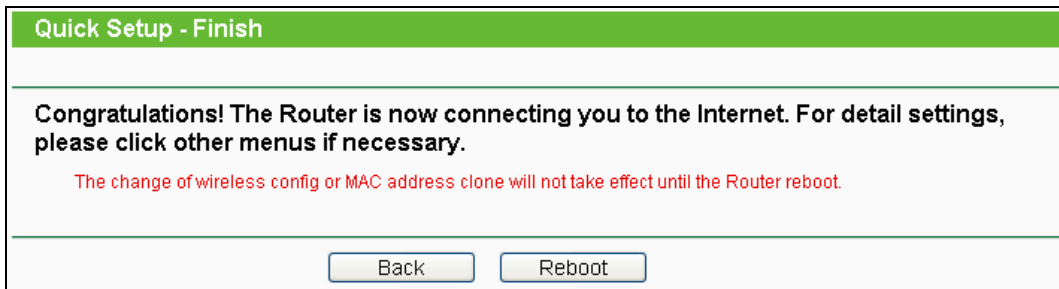 Quick Setup - Finish
Congratulations! The Router is now connecting you to the Internet. For detail settings,
please click other menus if necessary.
The change of wireless config or MAC address clone will not take effect until the Router reboot.
Back Reboot